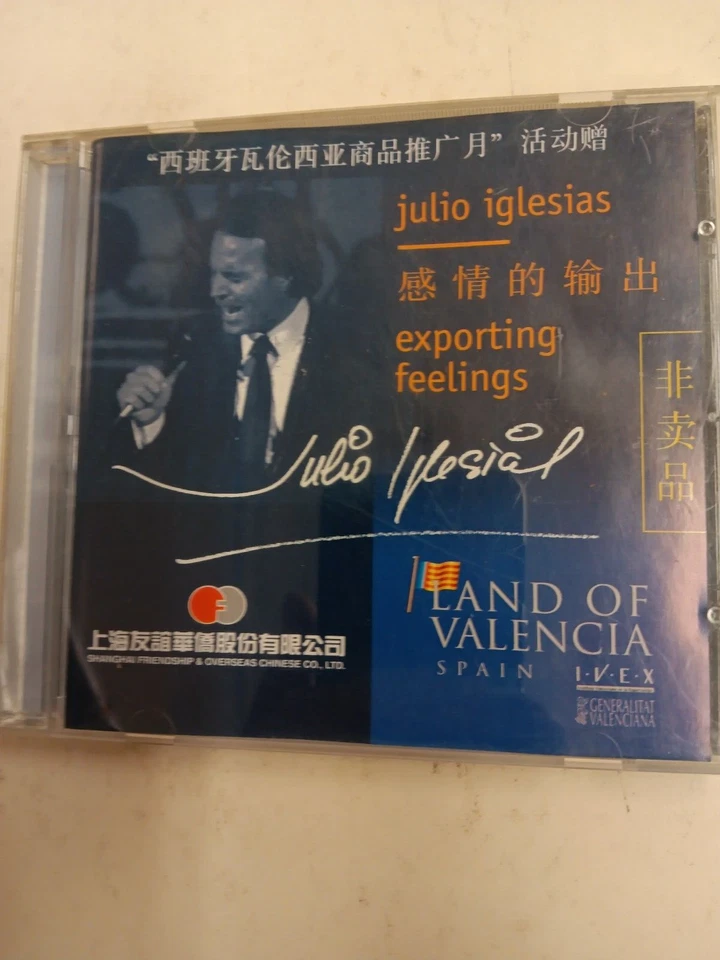 “西班牙瓦伦西亚商品推广月”活动赠
julio iglesias
感情的输出
exporting
feelings
非卖品
Julio Iglesias
上海友誼華僑股份有限公司
SHANGHAI FRIENDSHIP & OVERSEAS CHINESE CO., LTD.
LAND OF
VALENCIA
SPAIN
I·V·E·X
GENERALITAT
VALENCIANA